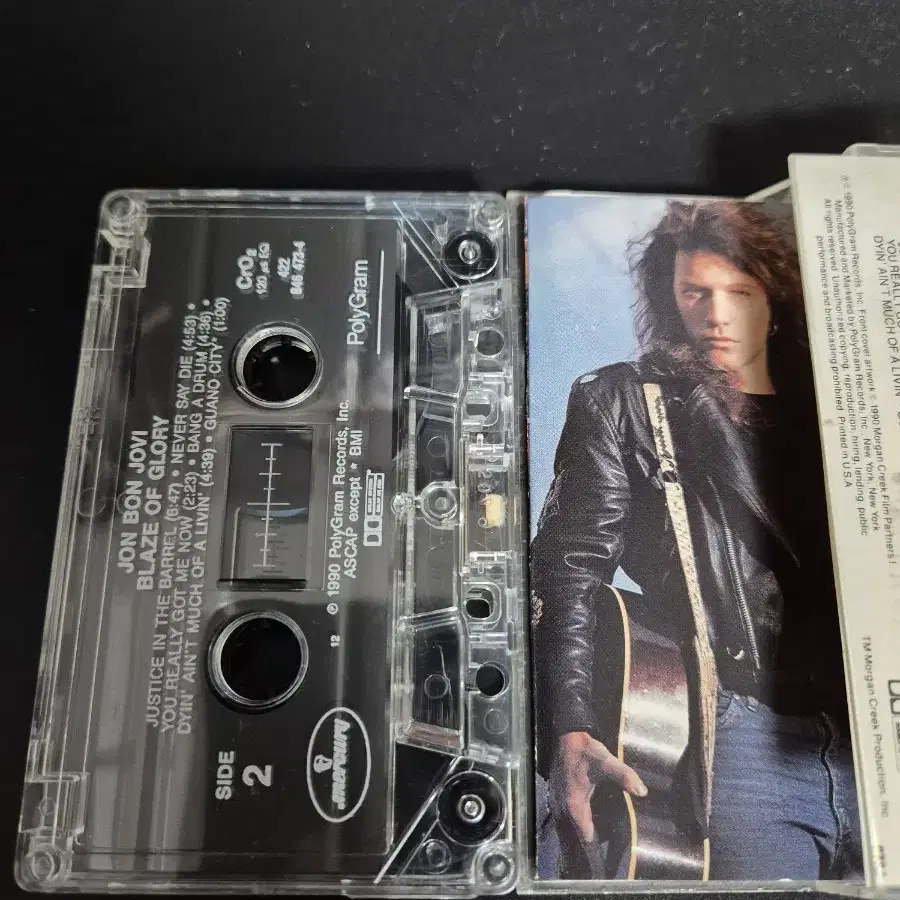 JON BON JOVI
BLAZE OF GLORY
JUSTICE IN THE BARREL (6:47) • NEVER SAY DIE (4:53) •
YOU REALLY GOT ME NOW (2:23) • BANG A DRUM (4:36) •
DYIN' AIN'T MUCH OF A LIVIN' (4:39) • GUANO CITY (1:00)
SIDE
2
CrO2
120 µs EQ
422
846 473-4
PolyGram
12
℗ 1990 PolyGram Records, Inc.
ASCAP except * BMI
mercury
YOU REALLY GO
DYIN' AIN'T MUCH OF A LIVIN'
℗ © 1990 PolyGram Records, Inc. Front cover artwork © 1990 Morgan Creek Film Partners I.
Manufactured and Marketed by PolyGram Records, Inc., New York, New York
All rights reserved. Unauthorized copying, reproduction, hiring, lending, public
performance and broadcasting prohibited. Printed in U.S.A
TM Morgan Creek Production, Inc